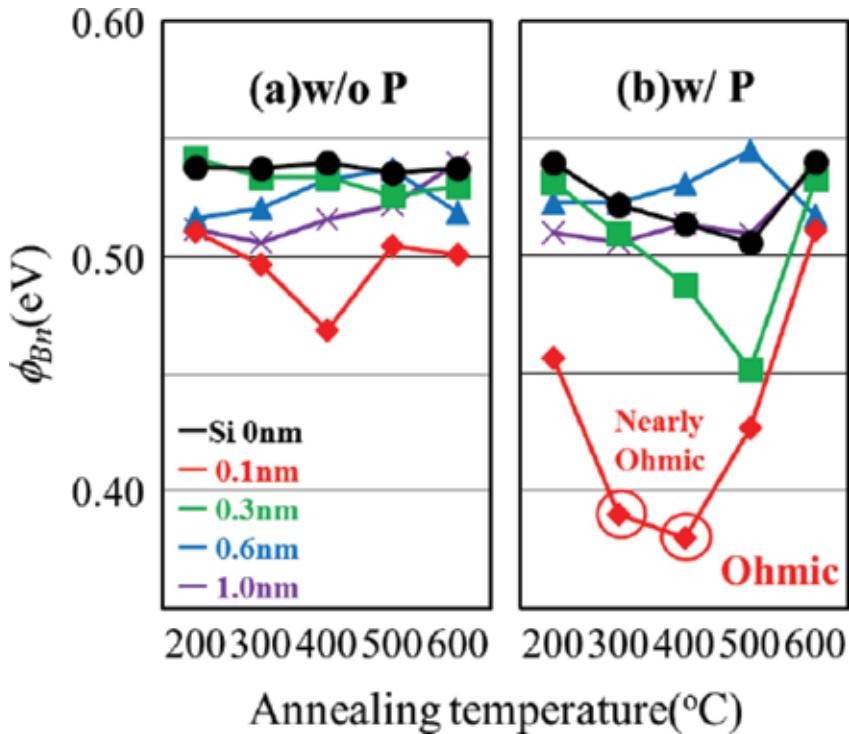 0.60
0.50
0.40
ϕBn(eV)
(a)w/o P
Si 0nm
0.1nm
0.3nm
0.6nm
1.0nm
200 300 400 500 600
(b)w/ P
Nearly
Ohmic
Ohmic
200 300 400 500 600
Annealing temperature(°C)